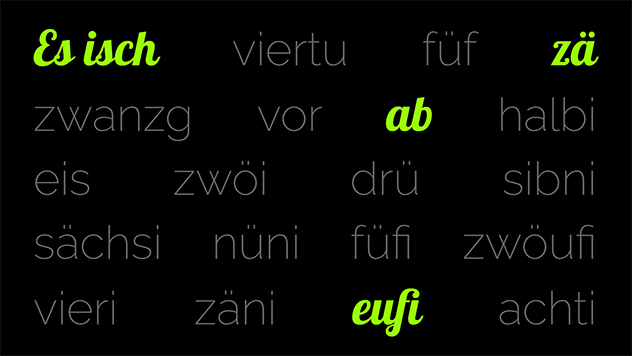 Es isch viertu füf zä
zwanzg vor ab halbi
eis zwöi drü sibni
sächsi nüni füfi zwöufi
vieri zäni eufi achti